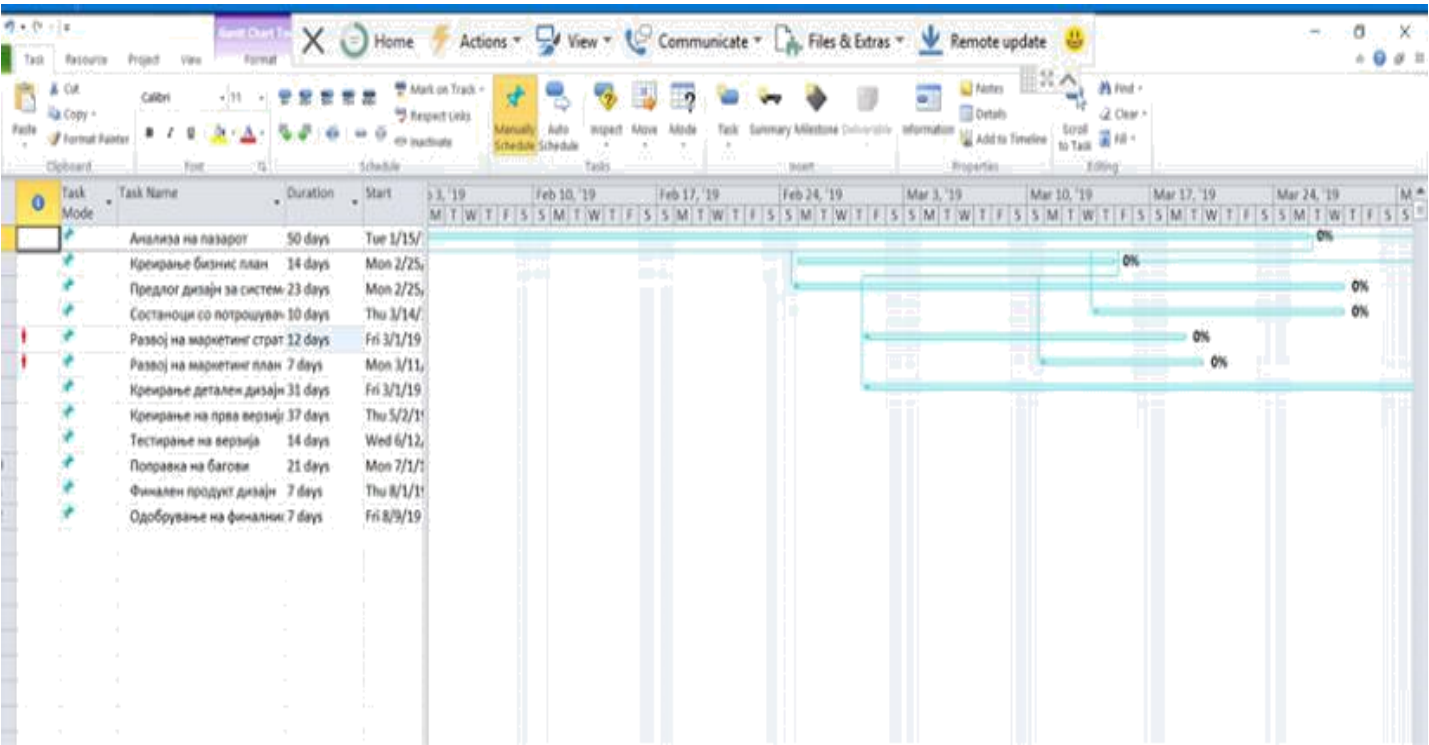 Gantt Chart To
Home Actions View Communicate Files & Extras Remote update
Task Resource Project View Format
Cut Calibri 11 Mark on Track Notes Find
Paste Copy Respect Links Details Clear
Format Painter B I U A Inactivate Manually Schedule Auto Schedule Inspect Move Mode Task Summary Milestone Deliverable Information Add to Timeline Scroll to Task Fill
Clipboard Font Schedule Tasks Insert Properties Editing
Task Mode Task Name Duration Start 3, '19 Feb 10, '19 Feb 17, '19 Feb 24, '19 Mar 3, '19 Mar 10, '19 Mar 17, '19 Mar 24, '19 M
M T W T F S S M T W T F S S M T W T F S S M T W T F S S M T W T F S S M T W T F S S M T W T F S S M T W T F S S
Анализа на пазарот 50 days Tue 1/15/ 0%
Креирање бизнис план 14 days Mon 2/25, 0%
Предлог дизајн за систем 23 days Mon 2/25, 0%
Состаноци со потрошувач 10 days Thu 3/14/ 0%
Развој на маркетинг страт 12 days Fri 3/1/19 0%
Развој на маркетинг план 7 days Mon 3/11, 0%
Креирање детален дизајн 31 days Fri 3/1/19
Креирање на прва верзиј 37 days Thu 5/2/1
Тестирање на верзија 14 days Wed 6/12,
Поправка на багови 21 days Mon 7/1/1
Финален продукт дизајн 7 days Thu 8/1/1
Одобрување на финални 7 days Fri 8/9/19